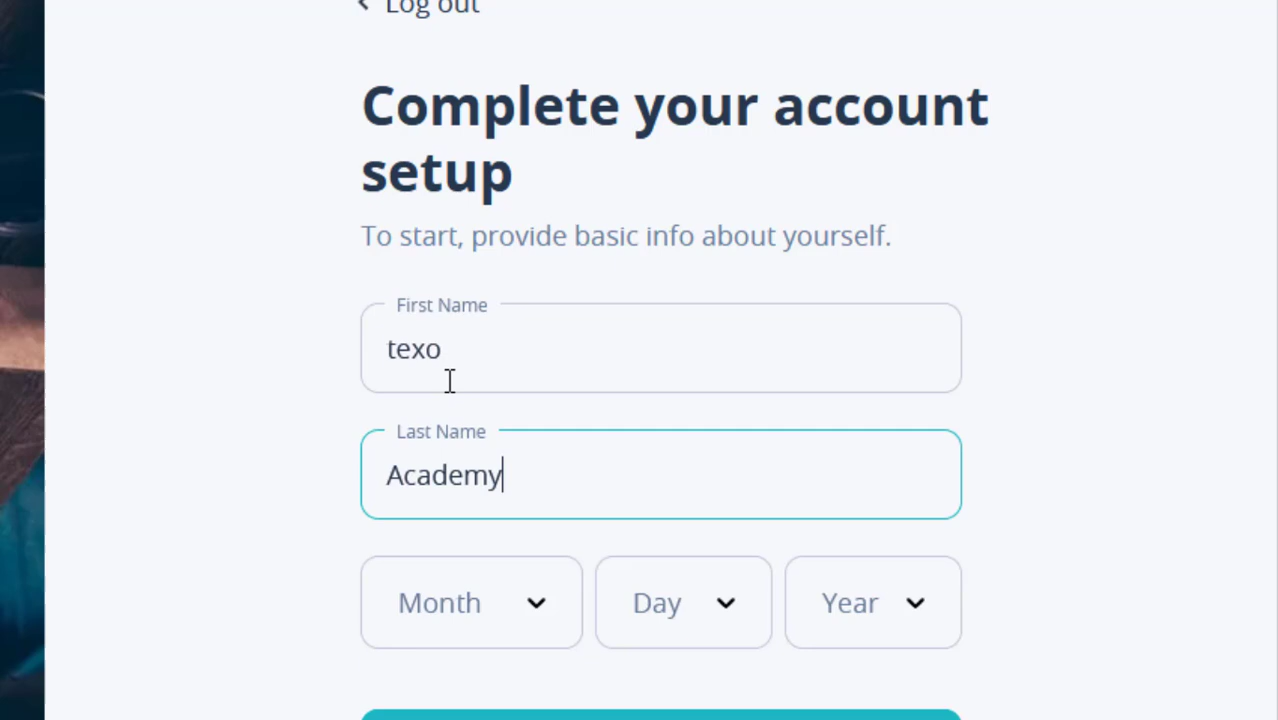 Log out
Complete your account
setup
To start, provide basic info about yourself.
First Name
texo
Last Name
Academy
Month Day Year